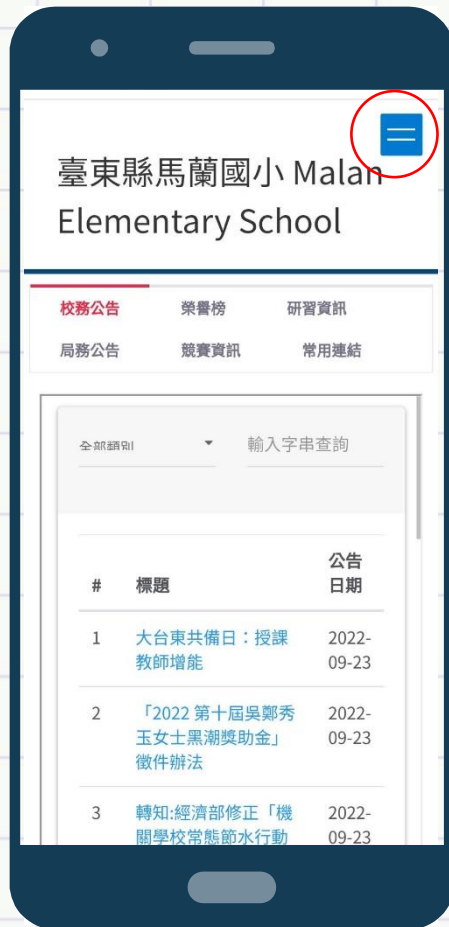 臺東縣馬蘭國小 Malan
Elementary School
校務公告 榮譽榜 研習資訊
局務公告 競賽資訊 常用連結
全部類別 輸入字串查詢
# 標題 公告
日期
1 大台東共備日：授課 2022-
教師增能 09-23
2 「2022 第十屆吳鄭秀 2022-
玉女士黑潮獎助金」 09-23
徵件辦法
3 轉知:經濟部修正「機 2022-
關學校常態節水行動 09-23